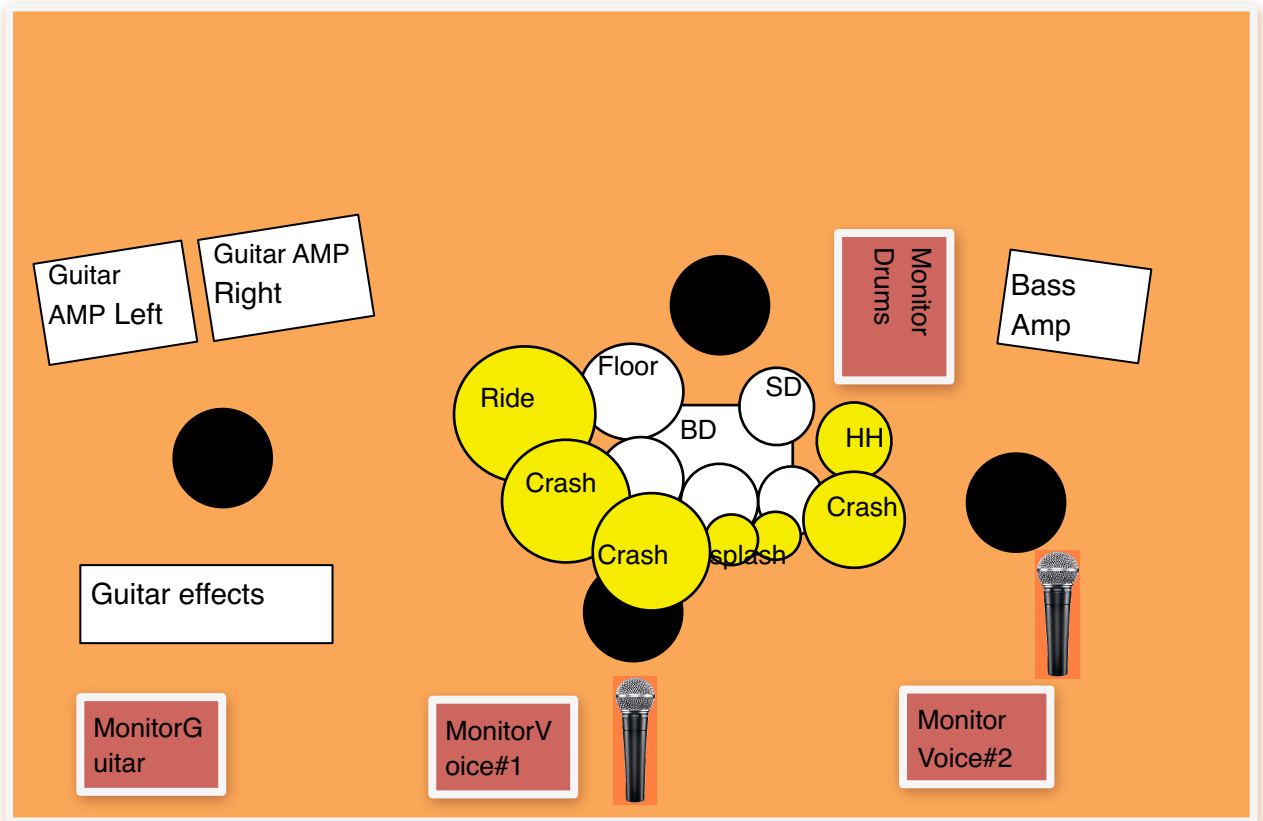 Guitar
AMP Left
Guitar AMP
Right
Monitor
Drums
Bass
Amp
Floor
SD
Ride
BD
HH
Crash
Crash
Crash
splash
Guitar effects
MonitorG
uitar
MonitorV
oice#1
Monitor
Voice#2